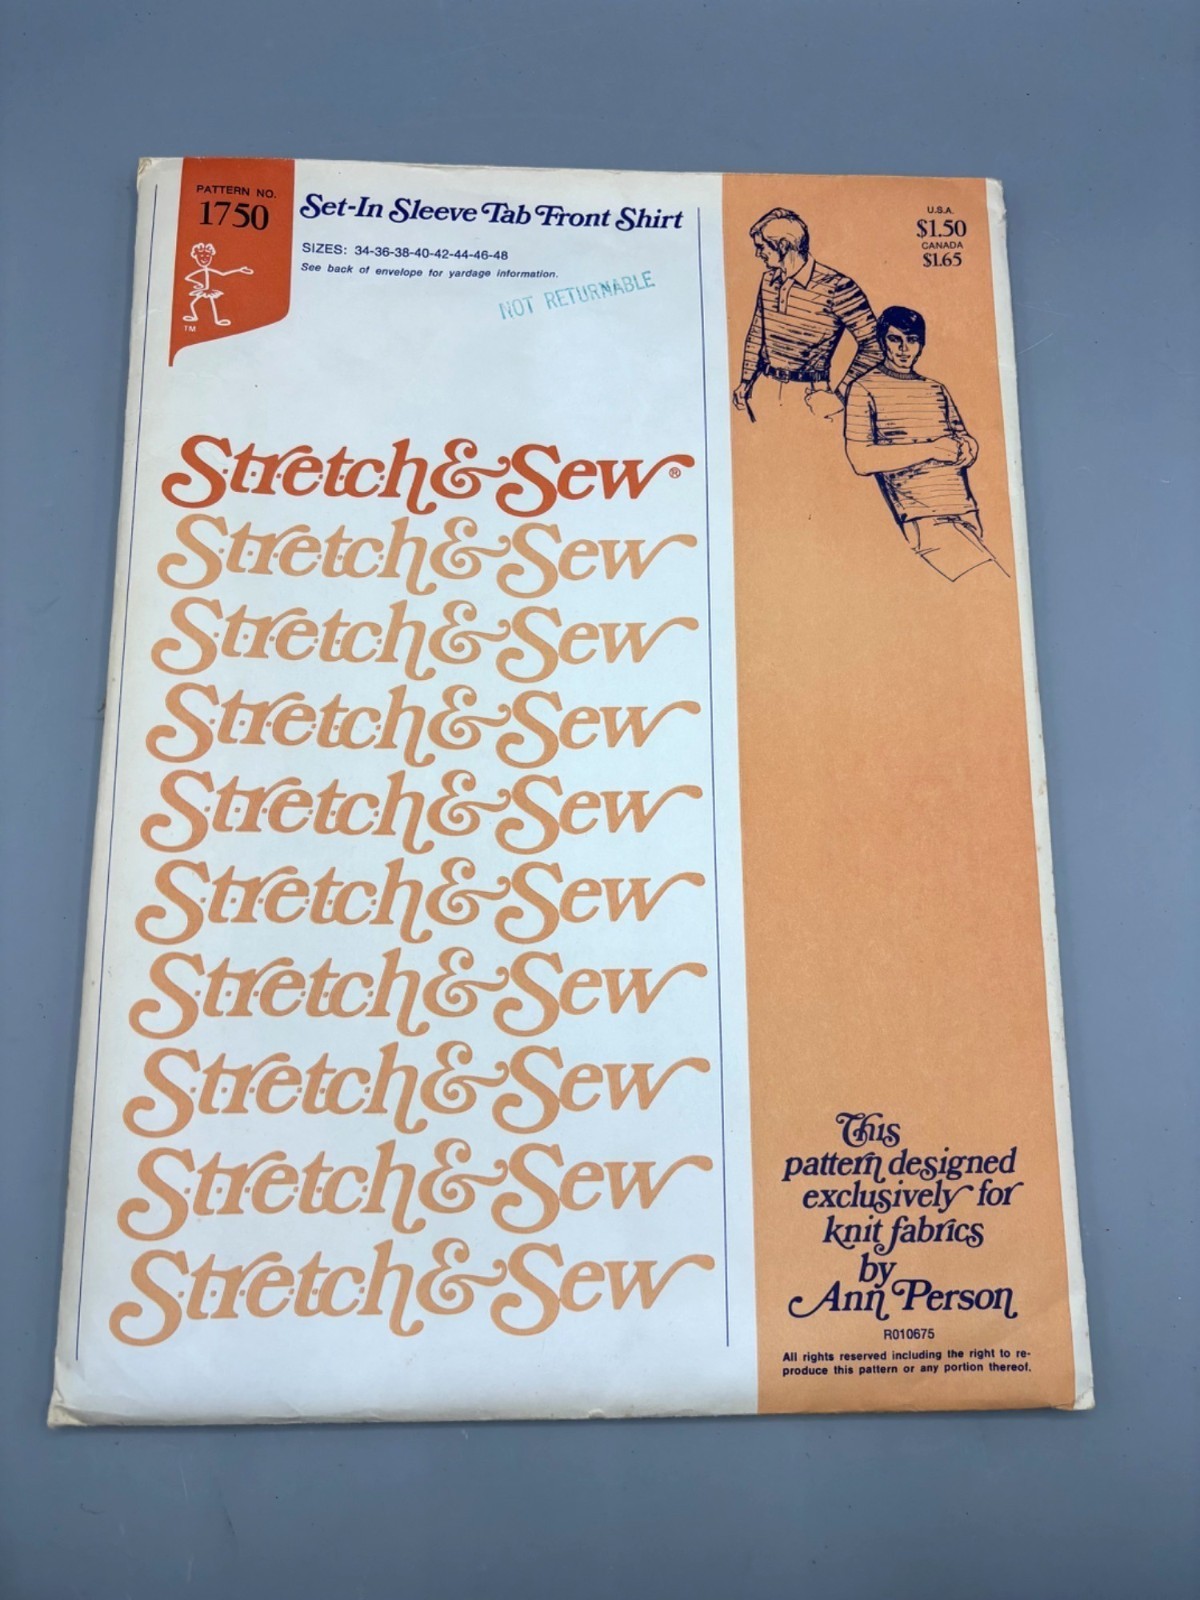 PATTERN NO.
1750
TM
Set-In Sleeve Tab Front Shirt
SIZES: 34-36-38-40-42-44-46-48
See back of envelope for yardage information.
NOT RETURNABLE
U.S.A.
$1.50
CANADA
$1.65
Stretch & Sew®
Stretch & Sew
Stretch & Sew
Stretch & Sew
Stretch & Sew
Stretch & Sew
Stretch & Sew
Stretch & Sew
Stretch & Sew
Stretch & Sew
This
pattern designed
exclusively for
knit fabrics
by
Ann Person
R010675
All rights reserved including the right to re-
produce this pattern or any portion thereof.